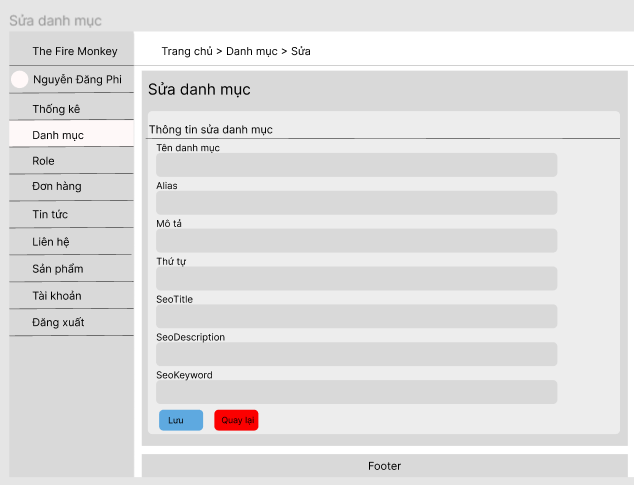 Sửa danh mục
The Fire Monkey
Trang chủ > Danh mục > Sửa
Nguyễn Đăng Phi
Thống kê
Danh mục
Role
Đơn hàng
Tin tức
Liên hệ
Sản phẩm
Tài khoản
Đăng xuất
Sửa danh mục
Thông tin sửa danh mục
Tên danh mục
Alias
Mô tả
Thứ tự
SeoTitle
SeoDescription
SeoKeyword
Lưu
Quay lại
Footer